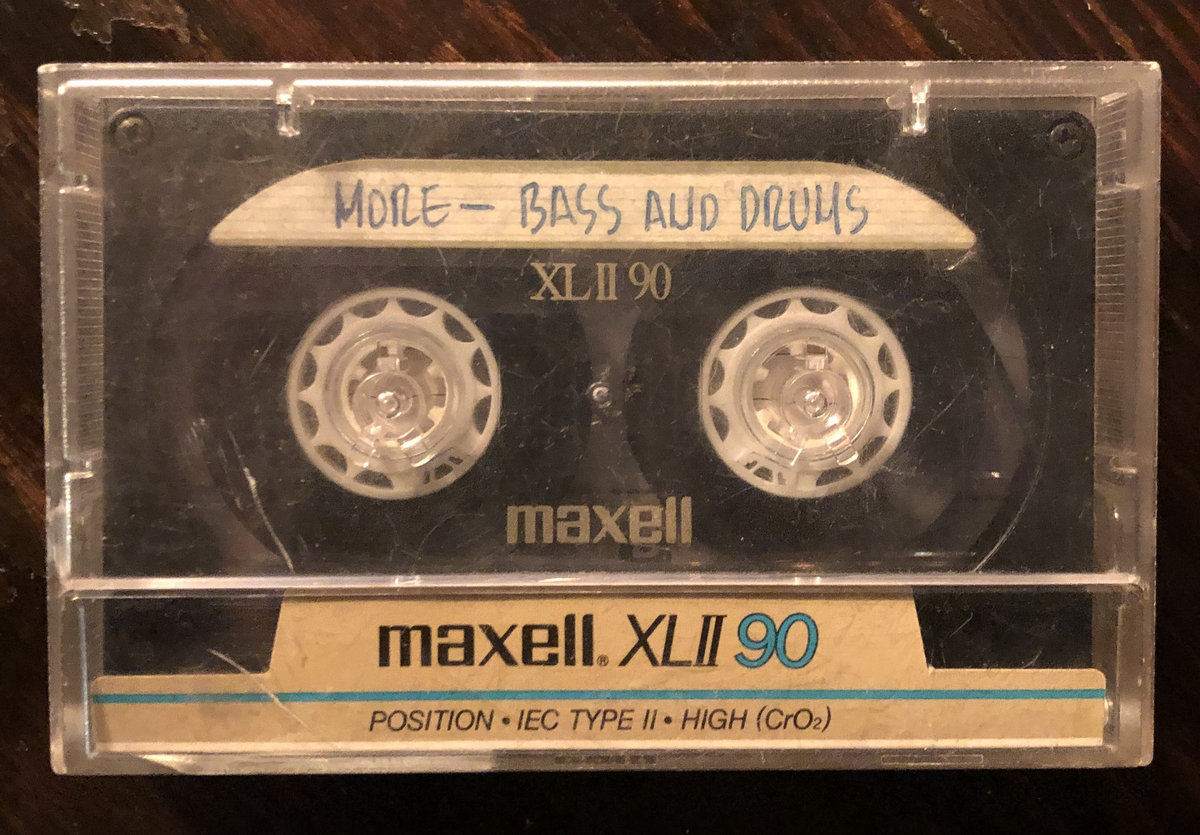 MORE — BASS AND DRUMS
XLII 90
maxell
maxell® XLII 90
POSITION • IEC TYPE II • HIGH (CrO₂)